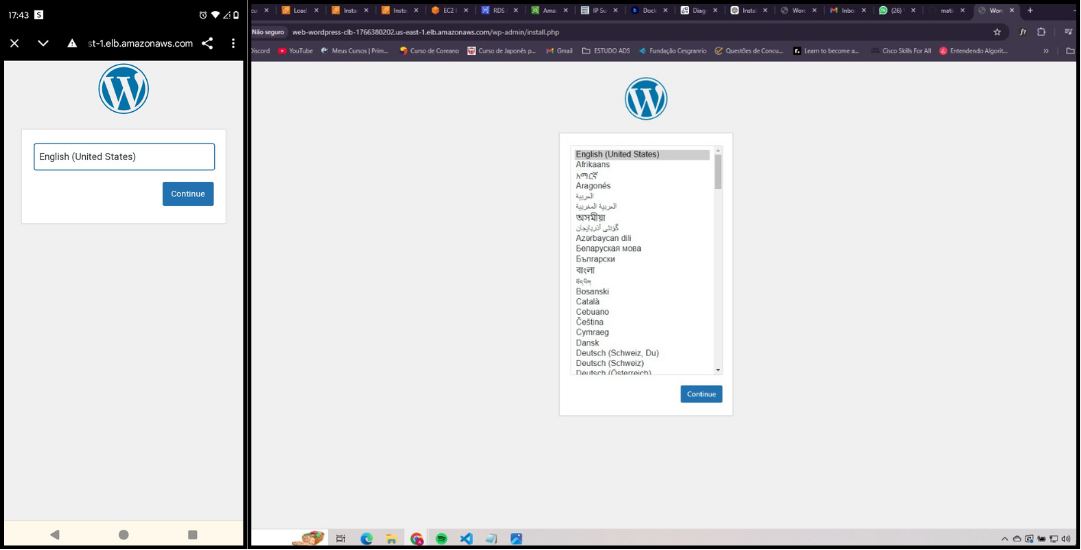 17:43 S
st-1.elb.amazonaws.com
English (United States)
Continue
Load
Insta
Insta
EC2
RDS
Ama
IP Su
Dock
Diag
Instal
Wor
Inbo
(26)
mat
Wor
Não seguro web-wordpress-clb-1766380202.us-east-1.elb.amazonaws.com/wp-admin/install.php
Discord YouTube Meus Cursos | Prim... Curso de Coreano Curso de Japonês p... Gmail ESTUDO ADS Fundação Cesgranrio Questões de Concu... Learn to become a... Cisco Skills For All Entendendo Algorit... »
English (United States)
Afrikaans
አማርኛ
Aragonés
العربية
العربية المغربية
অসমীয়া
گؤنئی آذربایجان
Azərbaycan dili
Беларуская мова
Български
বাংলা
བོད་ཡིག
Bosanski
Català
Cebuano
Čeština
Cymraeg
Dansk
Deutsch (Schweiz, Du)
Deutsch (Schweiz)
Deutsch (Österreich)
Continue